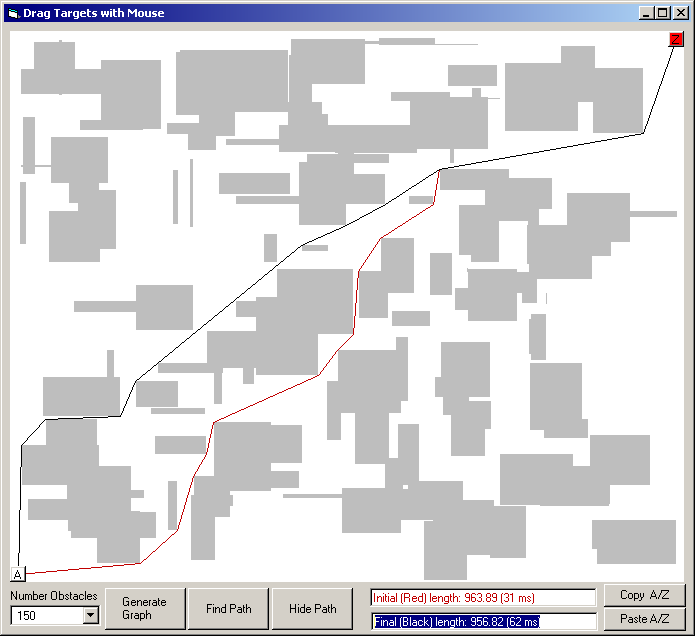 Drag Targets with Mouse
Z
A
Number Obstacles
150
Generate
Graph
Find Path
Hide Path
Initial (Red) length: 963.89 (31 ms)
Final (Black) length: 956.82 (62 ms)
Copy A/Z
Paste A/Z